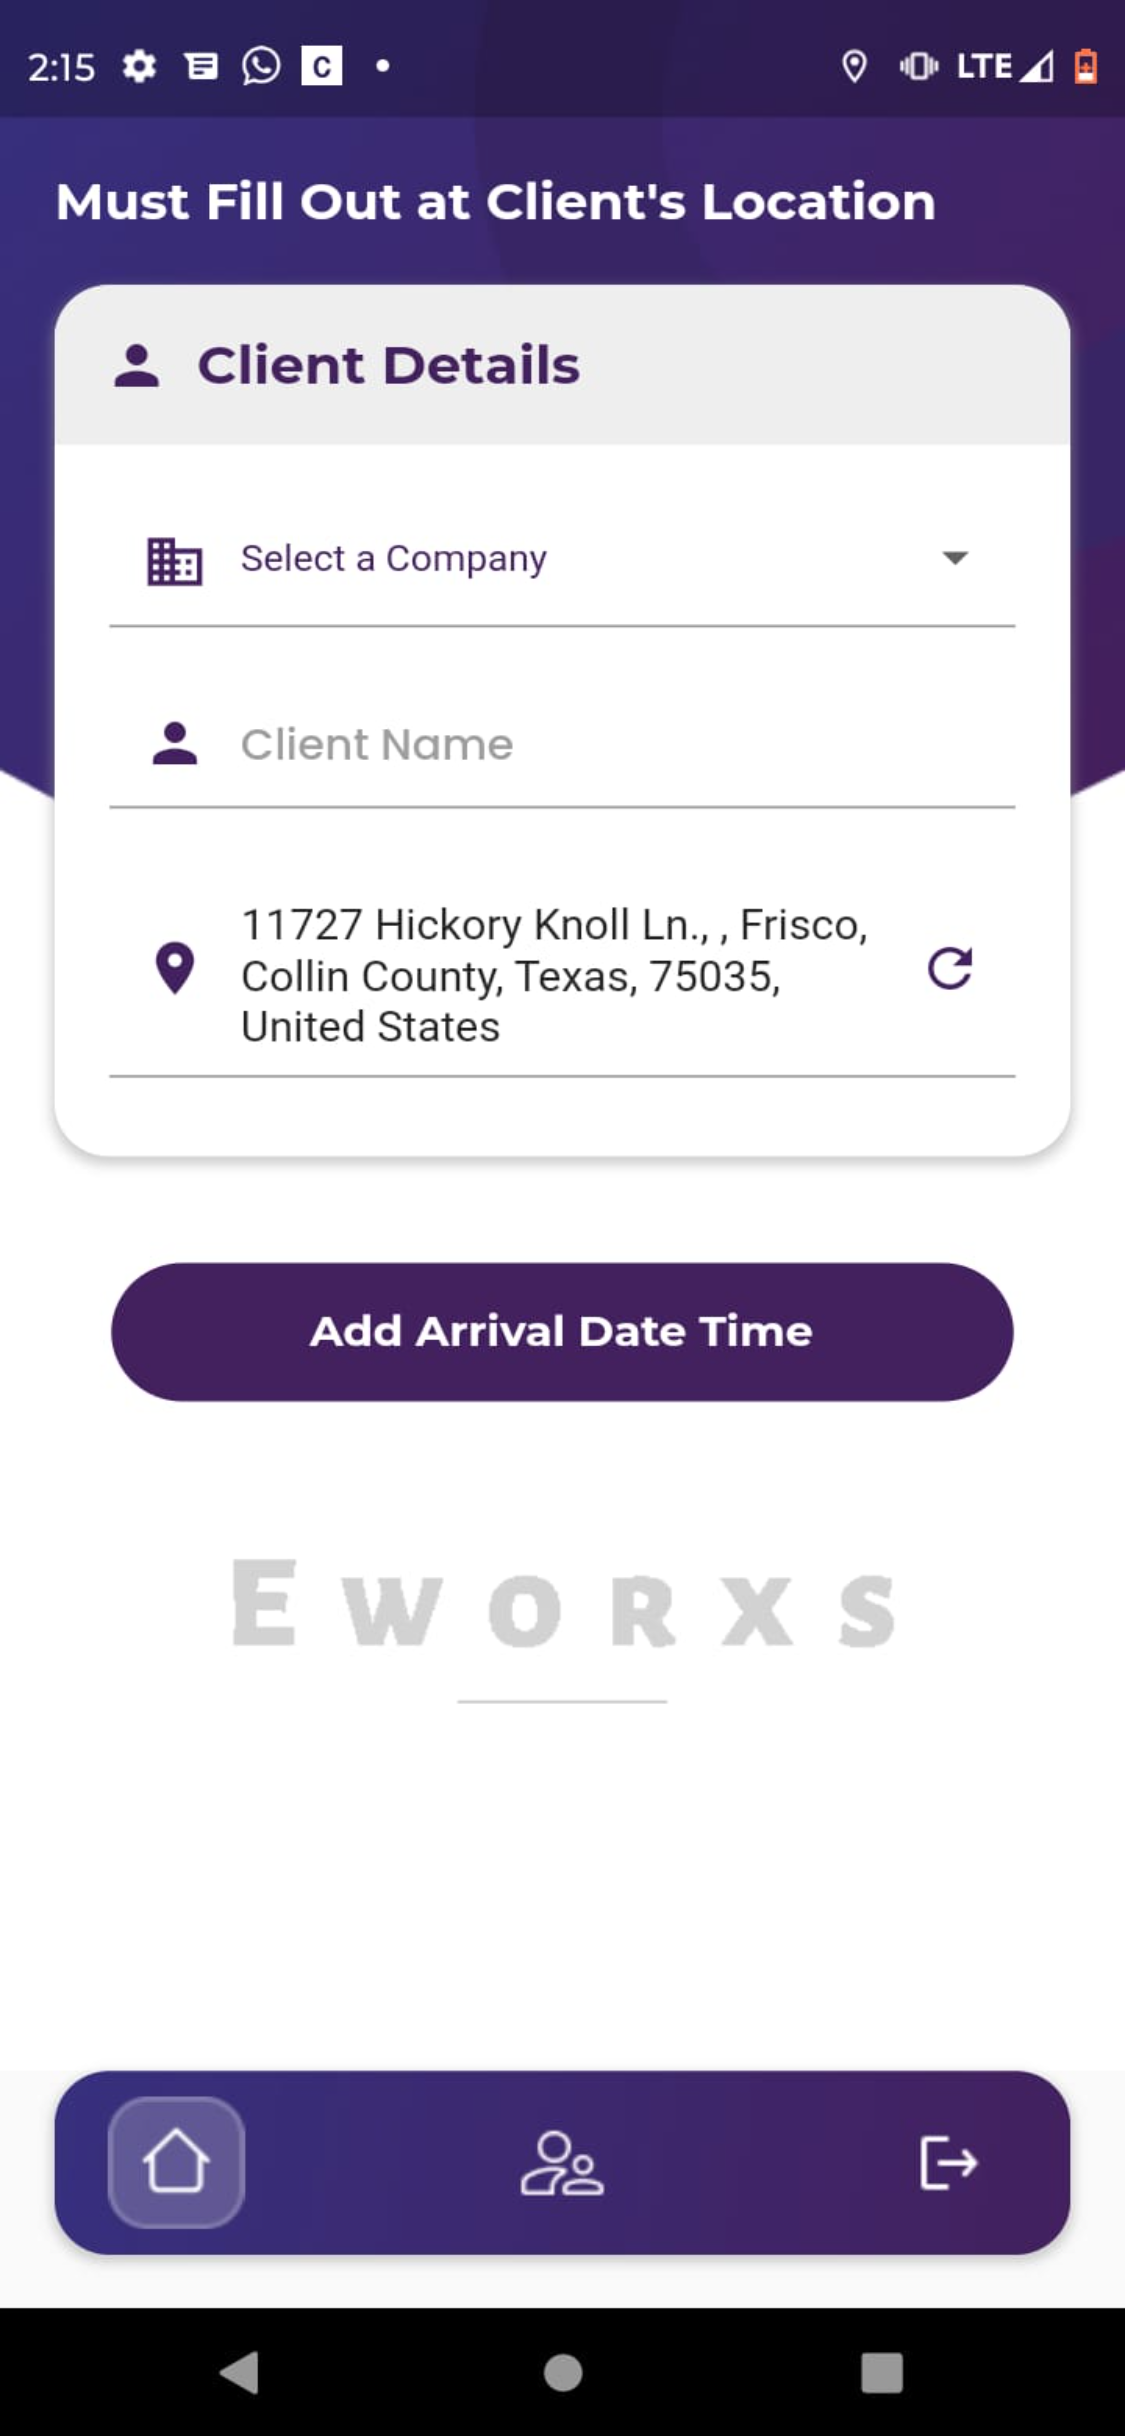 2:15 C LTE
Must Fill Out at Client's Location
Client Details
Select a Company
Client Name
11727 Hickory Knoll Ln., , Frisco,
Collin County, Texas, 75035,
United States
Add Arrival Date Time
EWORXS